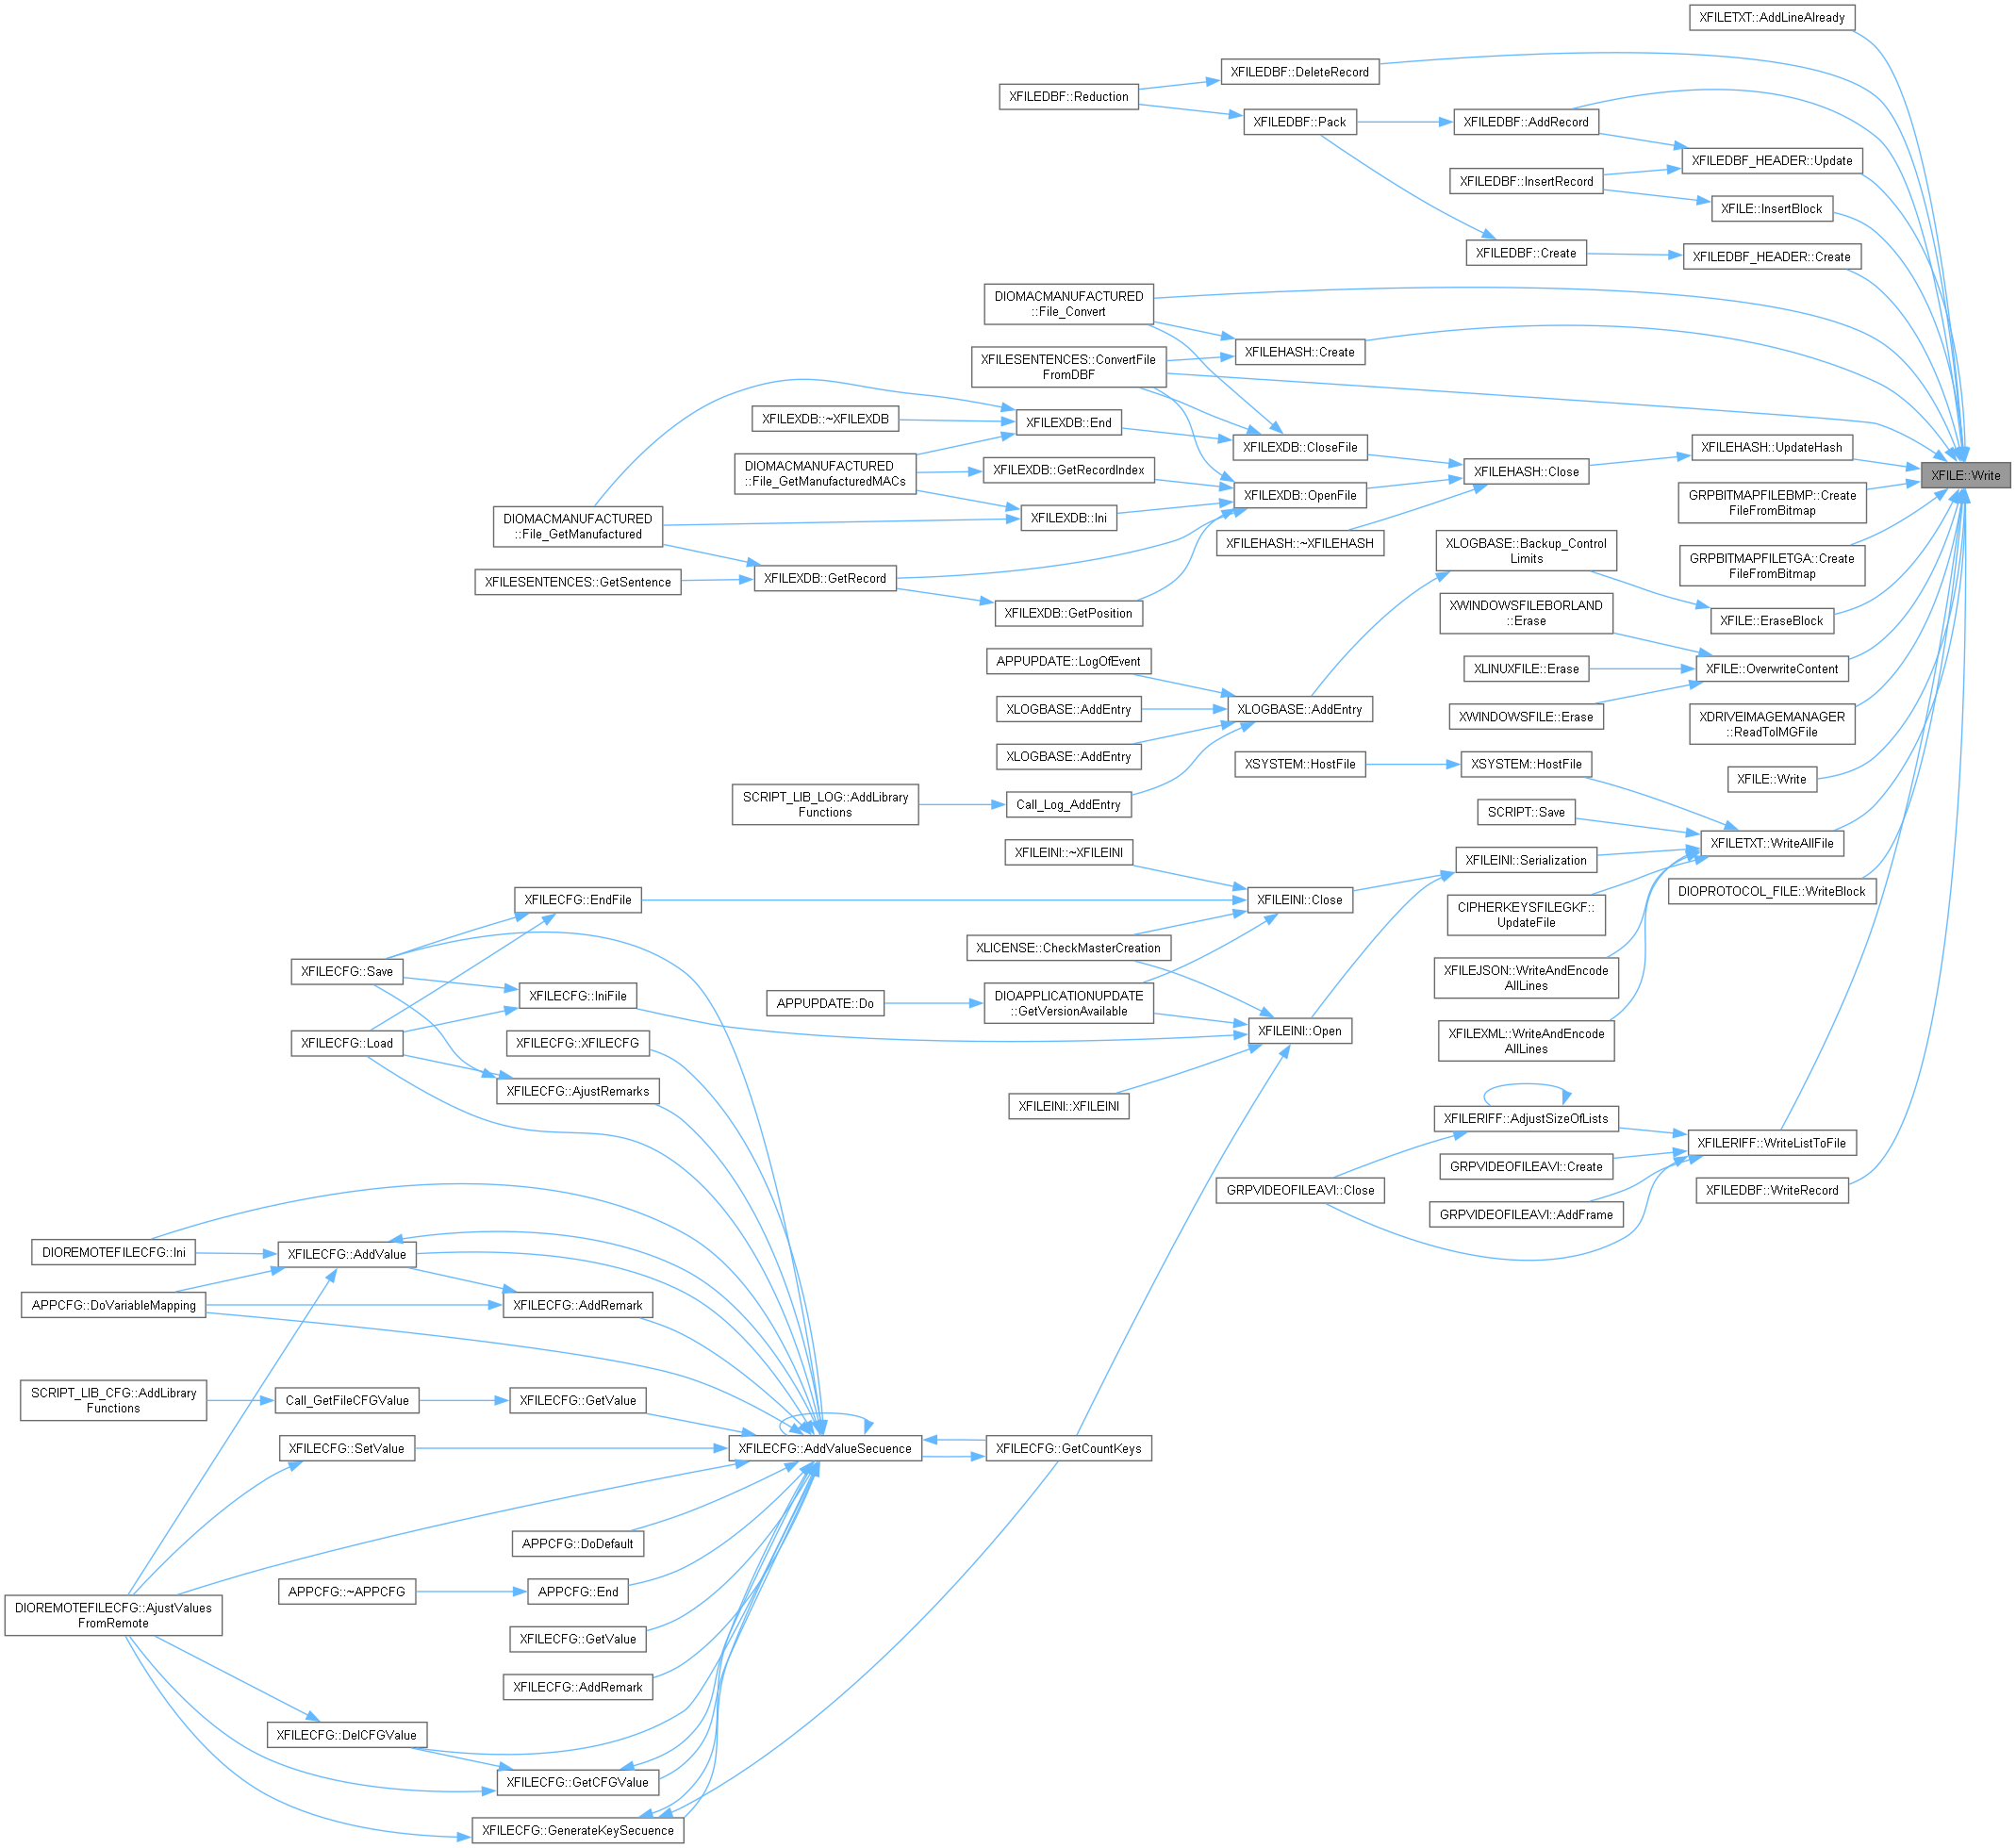 XFILETXT::AddLineAlready
XFILEDBF::DeleteRecord
XFILEDBF::Reduction
XFILEDBF::Pack
XFILEDBF::AddRecord
XFILEDBF_HEADER::Update
XFILEDBF::InsertRecord
XFILE::InsertBlock
XFILEDBF::Create
XFILEDBF_HEADER::Create
DIOMACMANUFACTURED
::File_Convert
XFILEHASH::Create
XFILESENTENCES::ConvertFile
FromDBF
XFILEXDB::~XFILEXDB
XFILEXDB::End
XFILEXDB::CloseFile
XFILEHASH::UpdateHash
DIOMACMANUFACTURED
::File_GetManufacturedMACs
XFILEXDB::GetRecordIndex
XFILEHASH::Close
XFILE::Write
XFILEXDB::OpenFile
GRPBITMAPFILEBMP::Create
FileFromBitmap
DIOMACMANUFACTURED
::File_GetManufactured
XFILEXDB::Ini
XFILEHASH::~XFILEHASH
XLOGBASE::Backup_Control
Limits
GRPBITMAPFILETGA::Create
FileFromBitmap
XFILESENTENCES::GetSentence
XFILEXDB::GetRecord
XFILEXDB::GetPosition
XWINDOWSFILEBORLAND
::Erase
XFILE::EraseBlock
APPUPDATE::LogOfEvent
XLINUXFILE::Erase
XFILE::OverwriteContent
XLOGBASE::AddEntry
XLOGBASE::AddEntry
XWINDOWSFILE::Erase
XDRIVEIMAGEMANAGER
::ReadToIMGFile
XLOGBASE::AddEntry
XSYSTEM::HostFile
XSYSTEM::HostFile
XFILE::Write
SCRIPT_LIB_LOG::AddLibrary
Functions
Call_Log_AddEntry
SCRIPT::Save
XFILETXT::WriteAllFile
XFILEINI::~XFILEINI
XFILEINI::Serialization
DIOPROTOCOL_FILE::WriteBlock
XFILECFG::EndFile
XFILEINI::Close
CIPHERKEYSFILEGKF::
UpdateFile
XLICENSE::CheckMasterCreation
XFILECFG::Save
XFILEJSON::WriteAndEncode
AllLines
XFILECFG::IniFile
APPUPDATE::Do
DIOAPPLICATIONUPDATE
::GetVersionAvailable
XFILECFG::Load
XFILECFG::XFILECFG
XFILEINI::Open
XFILEXML::WriteAndEncode
AllLines
XFILECFG::AjustRemarks
XFILEINI::XFILEINI
XFILERIFF::AdjustSizeOfLists
XFILERIFF::WriteListToFile
GRPVIDEOFILEAVI::Create
GRPVIDEOFILEAVI::Close
XFILEDBF::WriteRecord
GRPVIDEOFILEAVI::AddFrame
DIOREMOTEFILECFG::Ini
XFILECFG::AddValue
APPCFG::DoVariableMapping
XFILECFG::AddRemark
SCRIPT_LIB_CFG::AddLibrary
Functions
Call_GetFileCFGValue
XFILECFG::GetValue
XFILECFG::SetValue
XFILECFG::AddValueSecuence
XFILECFG::GetCountKeys
APPCFG::DoDefault
APPCFG::~APPCFG
APPCFG::End
DIOREMOTEFILECFG::AjustValues
FromRemote
XFILECFG::GetValue
XFILECFG::AddRemark
XFILECFG::DelCFGValue
XFILECFG::GetCFGValue
XFILECFG::GenerateKeySecuence